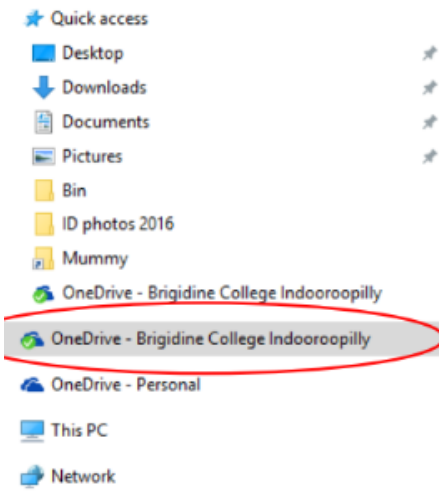 Quick access
Desktop
Downloads
Documents
Pictures
Bin
ID photos 2016
Mummy
OneDrive - Brigidine College Indooroopilly
OneDrive - Brigidine College Indooroopilly
OneDrive - Personal
This PC
Network